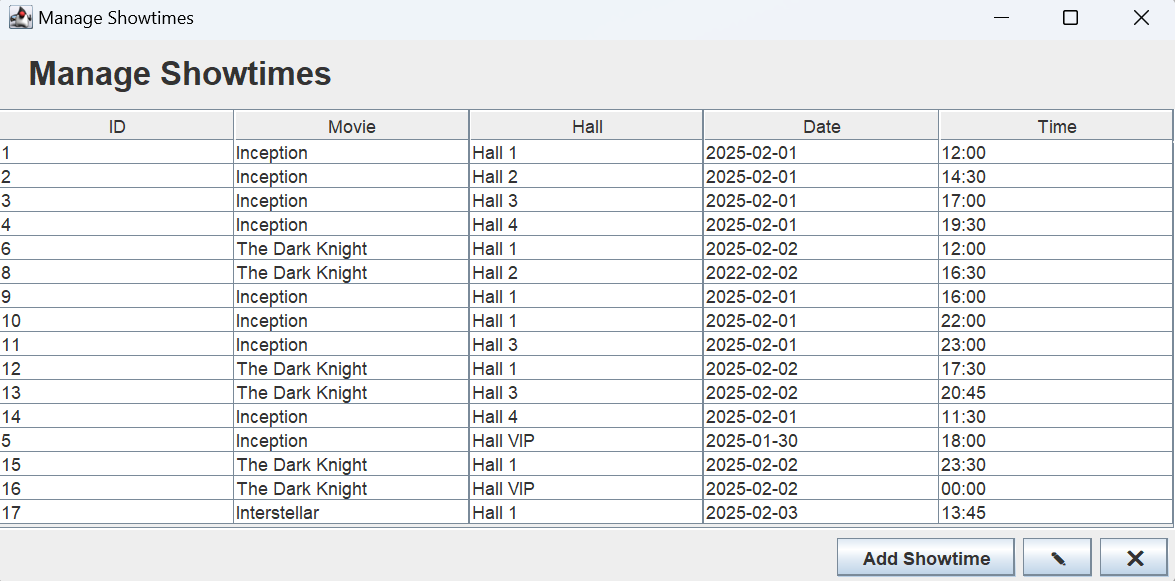 Manage Showtimes
Manage Showtimes
ID Movie Hall Date Time
1 Inception Hall 1 2025-02-01 12:00
2 Inception Hall 2 2025-02-01 14:30
3 Inception Hall 3 2025-02-01 17:00
4 Inception Hall 4 2025-02-01 19:30
6 The Dark Knight Hall 1 2025-02-02 12:00
8 The Dark Knight Hall 2 2022-02-02 16:30
9 Inception Hall 1 2025-02-01 16:00
10 Inception Hall 1 2025-02-01 22:00
11 Inception Hall 3 2025-02-01 23:00
12 The Dark Knight Hall 1 2025-02-02 17:30
13 The Dark Knight Hall 3 2025-02-02 20:45
14 Inception Hall 4 2025-02-01 11:30
5 Inception Hall VIP 2025-01-30 18:00
15 The Dark Knight Hall 1 2025-02-02 23:30
16 The Dark Knight Hall VIP 2025-02-02 00:00
17 Interstellar Hall 1 2025-02-03 13:45
Add Showtime